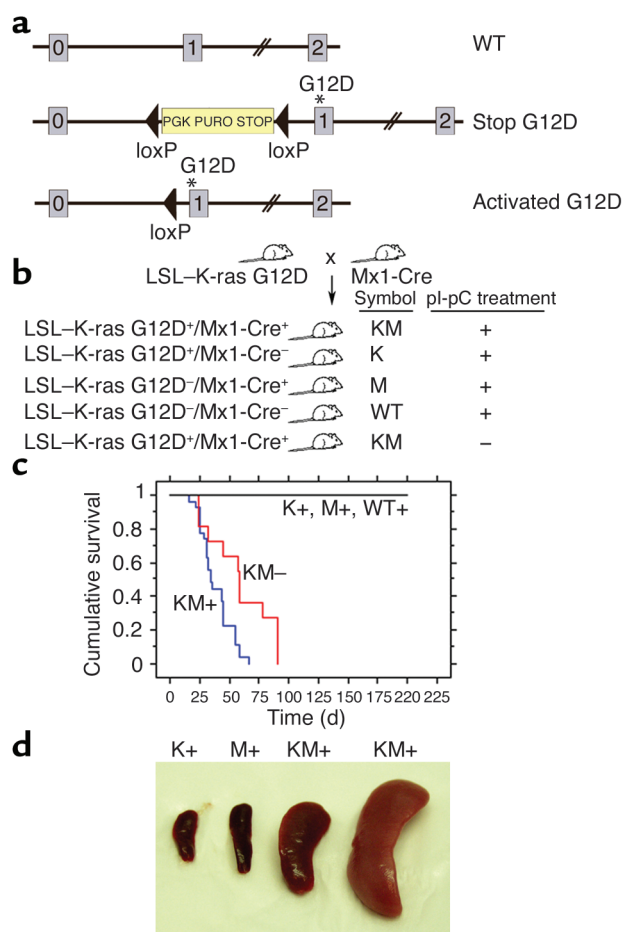 a
0 1 2 WT
G12D
0 PGK PURO STOP 1 2 Stop G12D
loxP loxP
G12D
0 1 2 Activated G12D
loxP
b
x
LSL–K-ras G12D Mx1-Cre
Symbol pI-pC treatment
LSL–K-ras G12D⁺/Mx1-Cre⁺ KM +
LSL–K-ras G12D⁺/Mx1-Cre⁻ K +
LSL–K-ras G12D⁻/Mx1-Cre⁺ M +
LSL–K-ras G12D⁻/Mx1-Cre⁻ WT +
LSL–K-ras G12D⁺/Mx1-Cre⁺ KM –
c
Cumulative survival
1
K+, M+, WT+
0.8
0.6
KM–
0.4
KM+
0.2
0
0 25 50 75 100 125 150 175 200 225
Time (d)
d
K+ M+ KM+ KM+